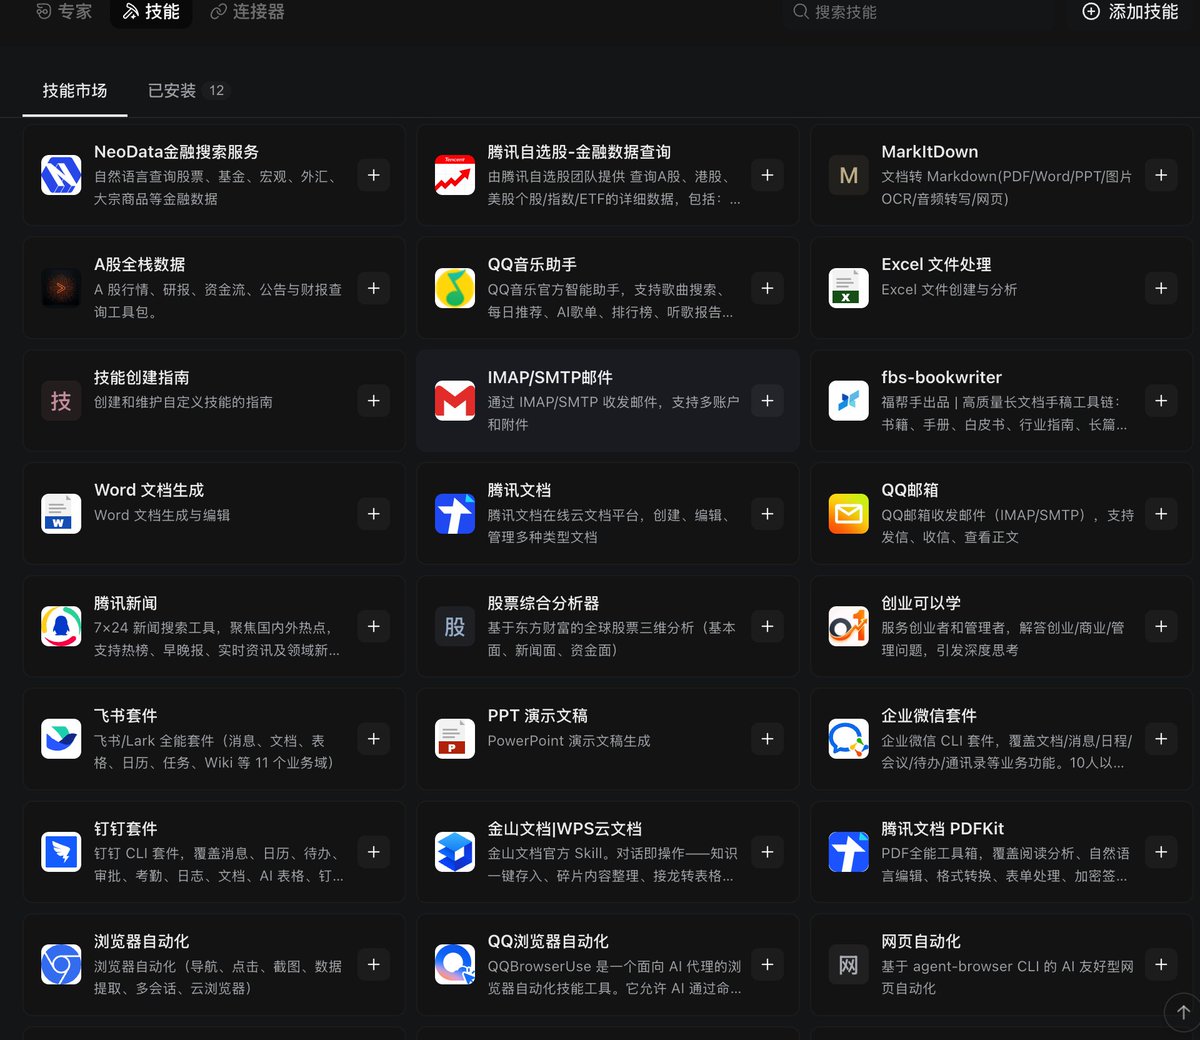 专家
技能
连接器
搜索技能
添加技能
技能市场
已安装 12
NeoData金融搜索服务
自然语言查询股票、基金、宏观、外汇、
大宗商品等金融数据
Tencent
腾讯自选股-金融数据查询
由腾讯自选股团队提供 查询A股、港股、
美股个股/指数/ETF的详细数据，包括：...
M
MarkItDown
文档转 Markdown(PDF/Word/PPT/图片
OCR/音频转写/网页)
A股全栈数据
A 股行情、研报、资金流、公告与财报查
询工具包。
QQ音乐助手
QQ音乐官方智能助手，支持歌曲搜索、
每日推荐、AI歌单、排行榜、听歌报告...
X
Excel 文件处理
Excel 文件创建与分析
技
技能创建指南
创建和维护自定义技能的指南
IMAP/SMTP邮件
通过 IMAP/SMTP 收发邮件，支持多账户
和附件
fbs-bookwriter
福帮手出品 | 高质量长文档手稿工具链：
书籍、手册、白皮书、行业指南、长篇...
W
Word 文档生成
Word 文档生成与编辑
腾讯文档
腾讯文档在线云文档平台，创建、编辑、
管理多种类型文档
QQ邮箱
QQ邮箱收发邮件（IMAP/SMTP），支持
发信、收信、查看正文
腾讯新闻
7×24 新闻搜索工具，聚焦国内外热点，
支持热榜、早晚报、实时资讯及领域新...
股
股票综合分析器
基于东方财富的全球股票三维分析（基本
面、新闻面、资金面）
创业可以学
服务创业者和管理者，解答创业/商业/管
理问题，引发深度思考
飞书套件
飞书/Lark 全能套件（消息、文档、表
格、日历、任务、Wiki 等 11 个业务域）
P
PPT 演示文稿
PowerPoint 演示文稿生成
企业微信套件
企业微信 CLI 套件，覆盖文档/消息/日程/
会议/待办/通讯录等业务功能。10人以...
钉钉套件
钉钉 CLI 套件，覆盖消息、日历、待办、
审批、考勤、日志、文档、AI 表格、钉...
金山文档|WPS云文档
金山文档官方 Skill。对话即操作——知识
一键存入、碎片内容整理、接龙转表格...
腾讯文档 PDFKit
PDF全能工具箱，覆盖阅读分析、自然语
言编辑、格式转换、表单处理、加密签...
浏览器自动化
浏览器自动化（导航、点击、截图、数据
提取、多会话、云浏览器）
QQ浏览器自动化
QQBrowserUse 是一个面向 AI 代理的浏
览器自动化技能工具。它允许 AI 通过命...
网
网页自动化
基于 agent-browser CLI 的 AI 友好型网
页自动化